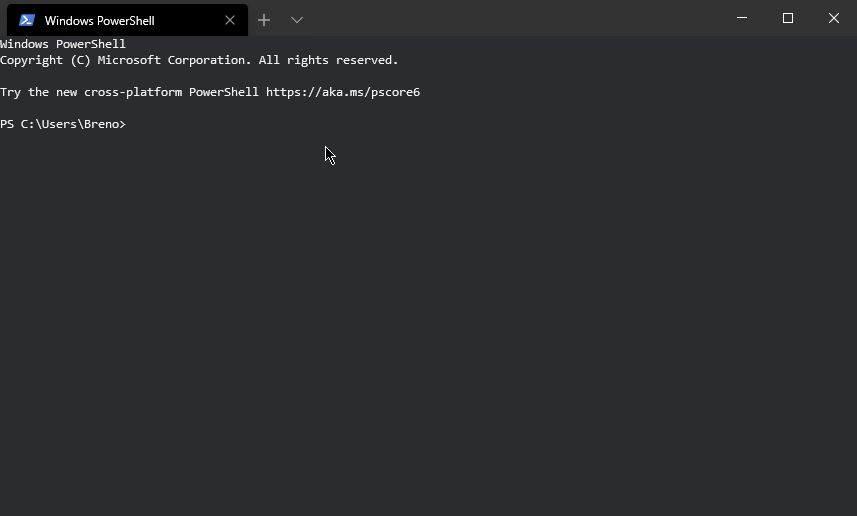 Windows PowerShell
Windows PowerShell
Copyright (C) Microsoft Corporation. All rights reserved.
Try the new cross-platform PowerShell https://aka.ms/pscore6
PS C:\Users\Breno>